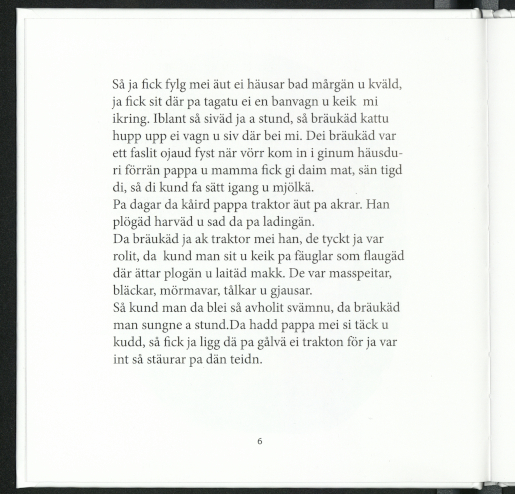 Så ja fick fylg mei äut ei häusar bad mårgän u kväld,
ja fick sit där pa tagatu ei en banvagn u keik  mi
ikring. Iblant så siväd ja a stund, så bräukäd kattu
hupp upp ei vagn u siv där bei mi. Dei bräukäd var
ett faslit ojaud fyst när vörr kom in i ginum häusdu-
ri förrän pappa u mamma fick gi daim mat, sän tigd
di, så di kund fa sätt igang u mjölkä.
Pa dagar da kåird pappa traktor äut pa akrar. Han
plögäd harväd u sad da pa ladingän.
Da bräukäd ja ak traktor mei han, de tyckt ja var
rolit, da  kund man sit u keik pa fäuglar som flaugäd
där ättar plogän u laitäd makk. De var masspeitar,
bläckar, mörmavar, tålkar u gjausar.
Så kund man da blei så avholit svämnu, da bräukäd
man sungne a stund.Da hadd pappa mei si täck u
kudd, så fick ja ligg dä pa gålvä ei trakton för ja var
int så stäurar pa dän teidn.
6